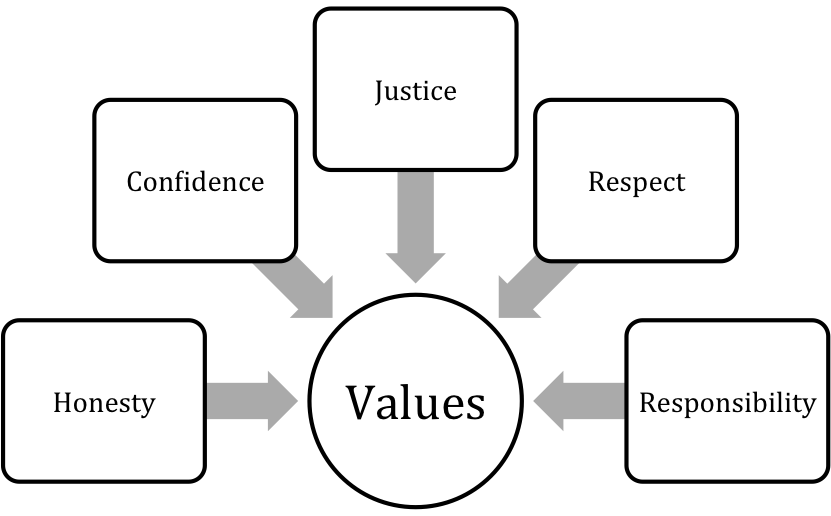 Justice
Confidence
Respect
Honesty
Values
Responsibility